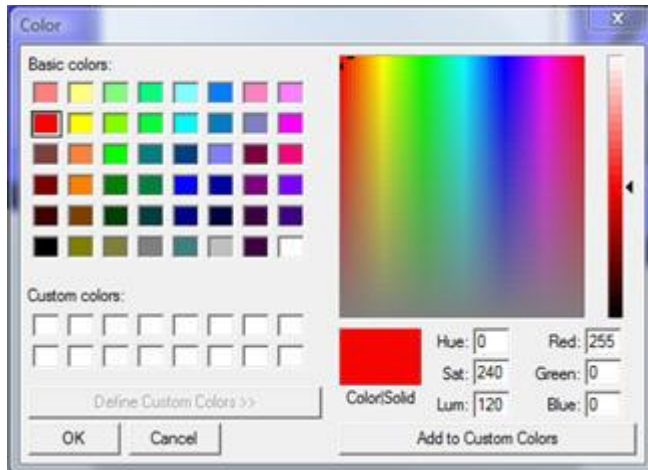 Color
x
Basic colors:
Custom colors:
Define Custom Colors >>
OK Cancel
Color|Solid
Hue: 0 Red: 255
Sat: 240 Green: 0
Lum: 120 Blue: 0
Add to Custom Colors